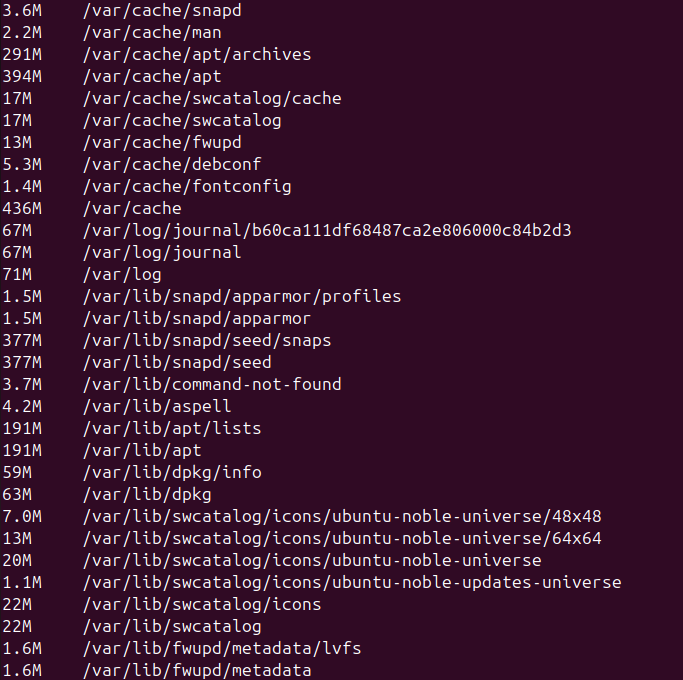 3.6M    /var/cache/snapd
2.2M    /var/cache/man
291M    /var/cache/apt/archives
394M    /var/cache/apt
17M     /var/cache/swcatalog/cache
17M     /var/cache/swcatalog
13M     /var/cache/fwupd
5.3M    /var/cache/debconf
1.4M    /var/cache/fontconfig
436M    /var/cache
67M     /var/log/journal/b60ca111df68487ca2e806000c84b2d3
67M     /var/log/journal
71M     /var/log
1.5M    /var/lib/snapd/apparmor/profiles
1.5M    /var/lib/snapd/apparmor
377M    /var/lib/snapd/seed/snaps
377M    /var/lib/snapd/seed
3.7M    /var/lib/command-not-found
4.2M    /var/lib/aspell
191M    /var/lib/apt/lists
191M    /var/lib/apt
59M     /var/lib/dpkg/info
63M     /var/lib/dpkg
7.0M    /var/lib/swcatalog/icons/ubuntu-noble-universe/48x48
13M     /var/lib/swcatalog/icons/ubuntu-noble-universe/64x64
20M     /var/lib/swcatalog/icons/ubuntu-noble-universe
1.1M    /var/lib/swcatalog/icons/ubuntu-noble-updates-universe
22M     /var/lib/swcatalog/icons
22M     /var/lib/swcatalog
1.6M    /var/lib/fwupd/metadata/lvfs
1.6M    /var/lib/fwupd/metadata